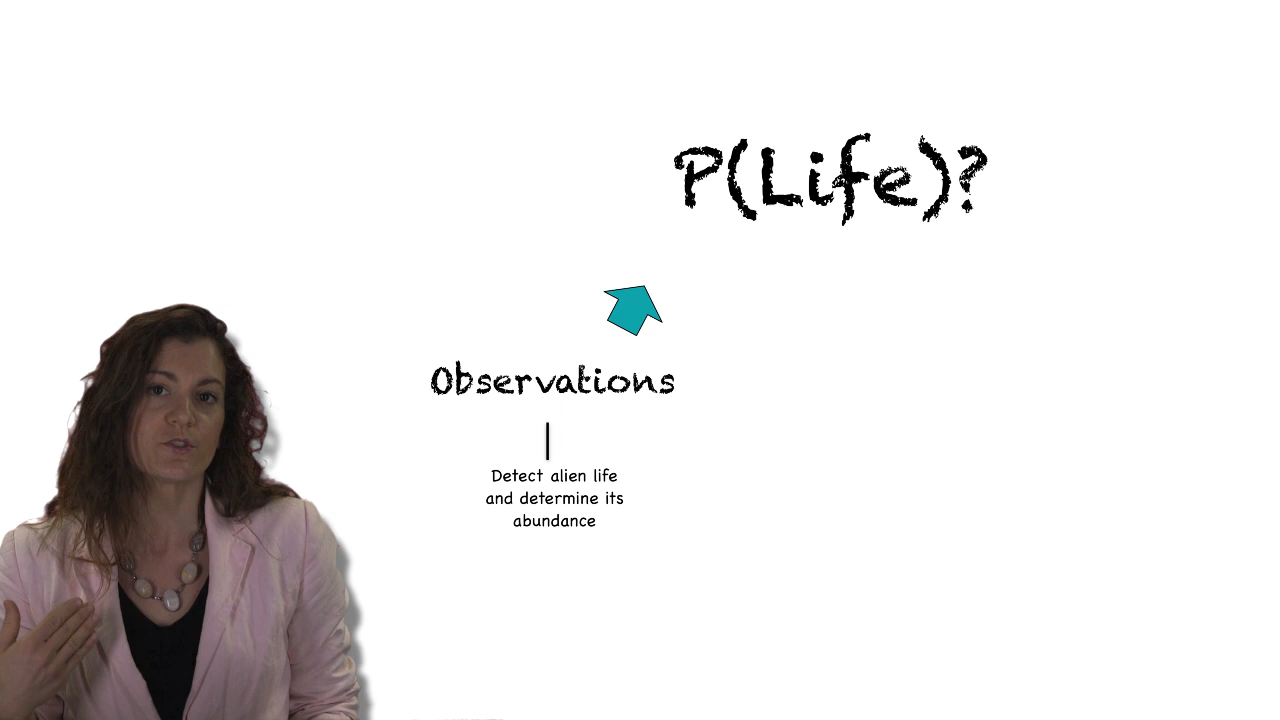 P(Life)?
Observations
Detect alien life
and determine its
abundance